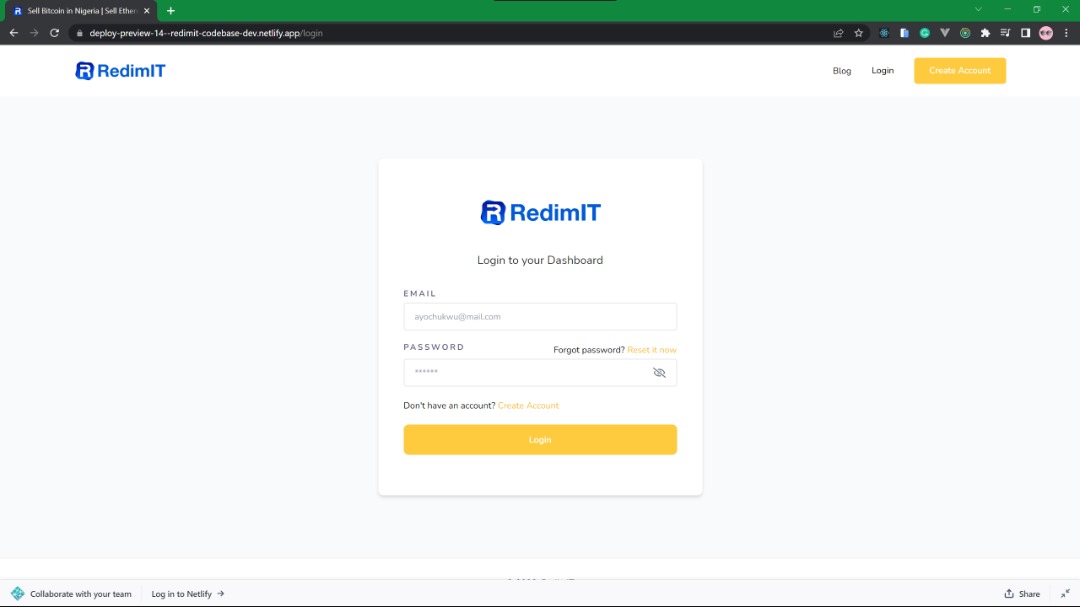 Sell Bitcoin in Nigeria | Sell Ether
deploy-preview-14--redimit-codebase-dev.netlify.app/login
RedimIT
Blog
Login
Create Account
RedimIT
Login to your Dashboard
EMAIL
ayochukwu@mail.com
PASSWORD
Forgot password? Reset it now
******
Don't have an account? Create Account
Login
Collaborate with your team
Log in to Netlify →
Share